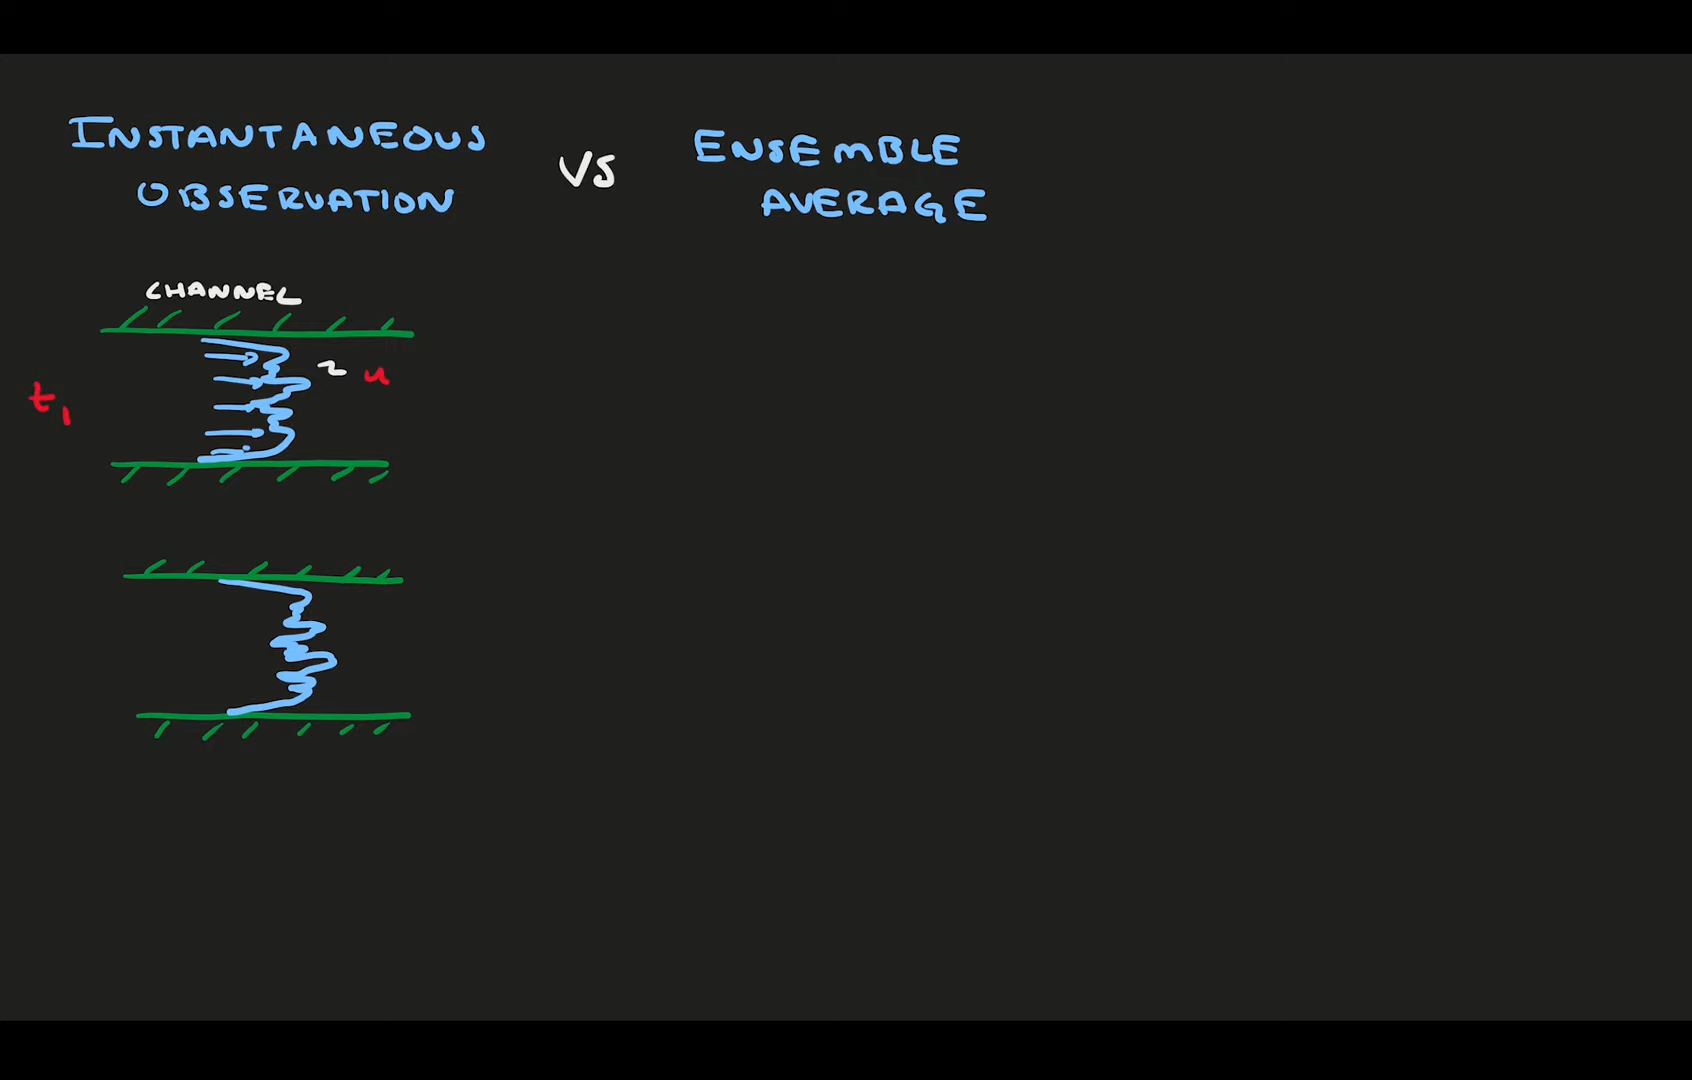 INSTANTANEOUS
OBSERVATION
VS
ENSEMBLE
AVERAGE
CHANNEL
~ u
t₁